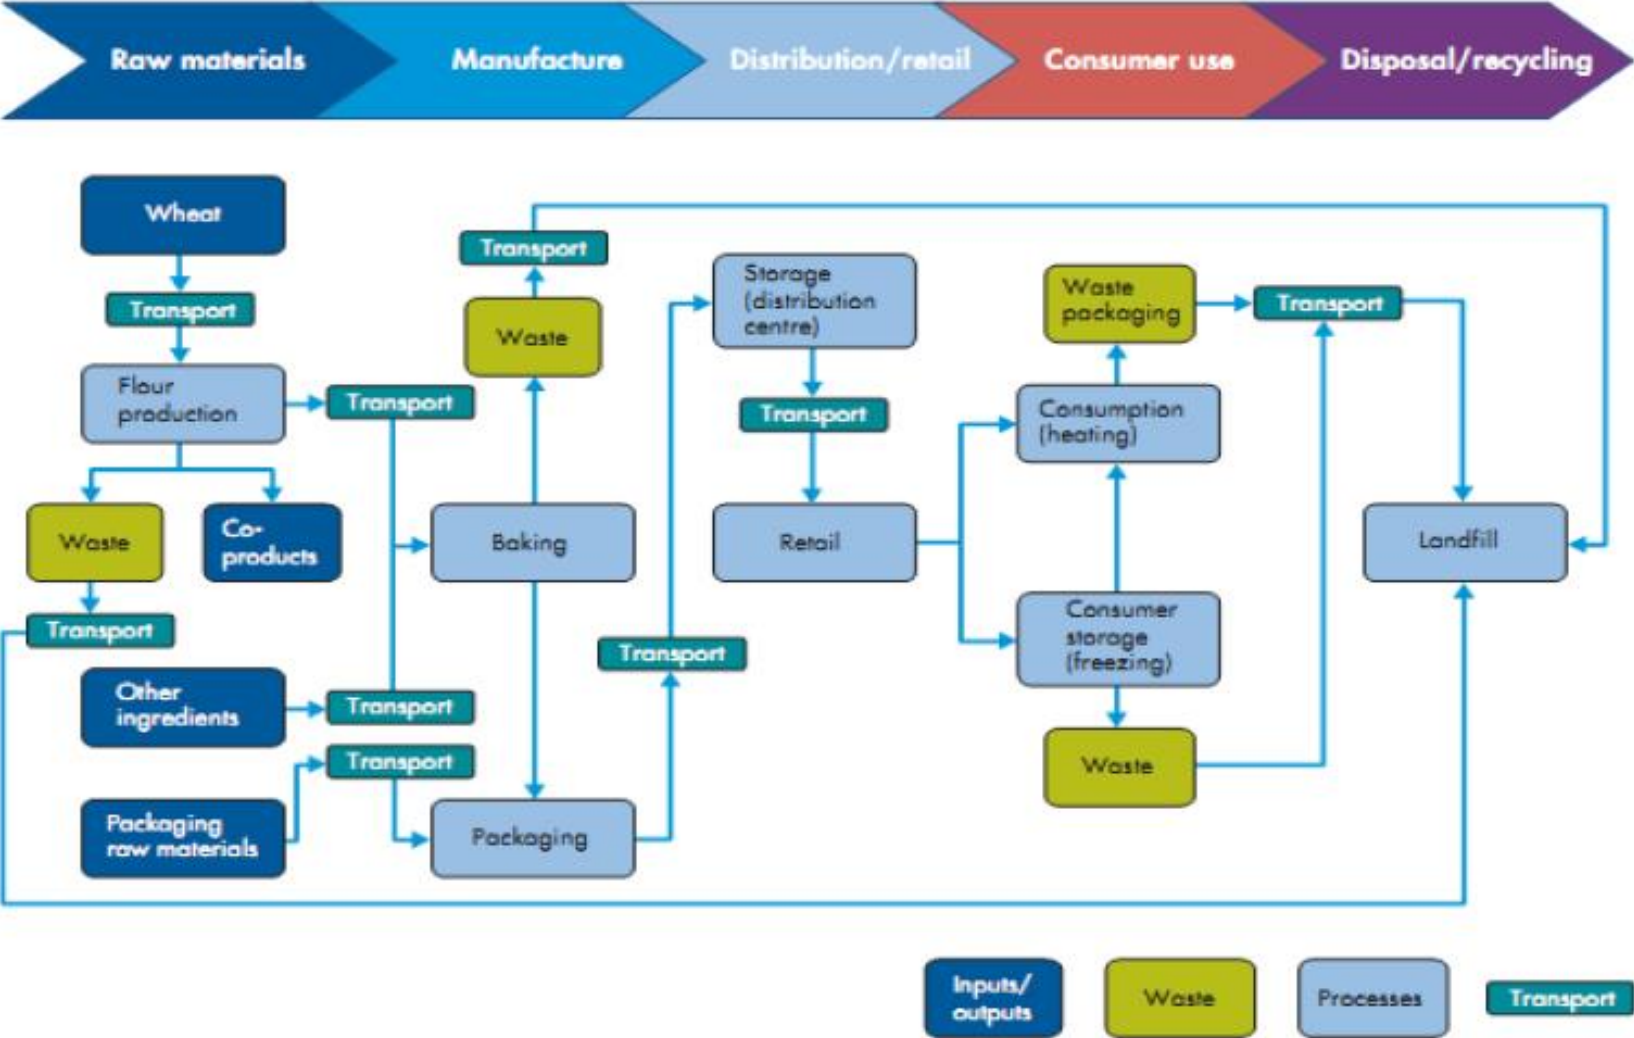 Raw materials
Manufacture
Distribution/retail
Consumer use
Disposal/recycling
Wheat
Transport
Flour
production
Transport
Waste
Co-
products
Transport
Other
ingredients
Transport
Packaging
raw materials
Transport
Transport
Waste
Baking
Packaging
Transport
Storage
(distribution
centre)
Transport
Retail
Waste
packaging
Transport
Consumption
(heating)
Consumer
storage
(freezing)
Waste
Landfill
Inputs/
outputs
Waste
Processes
Transport